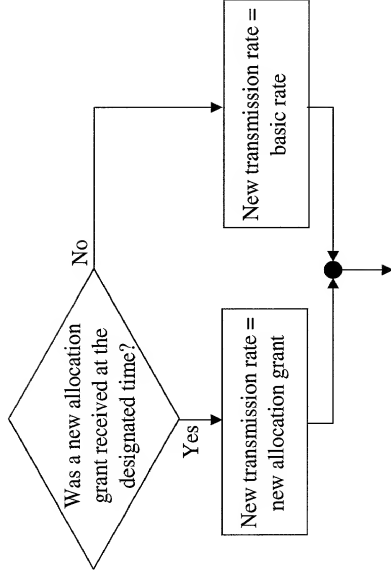 Was a new allocation
grant received at the
designated time?
No
Yes
New transmission rate =
new allocation grant
New transmission rate =
basic rate